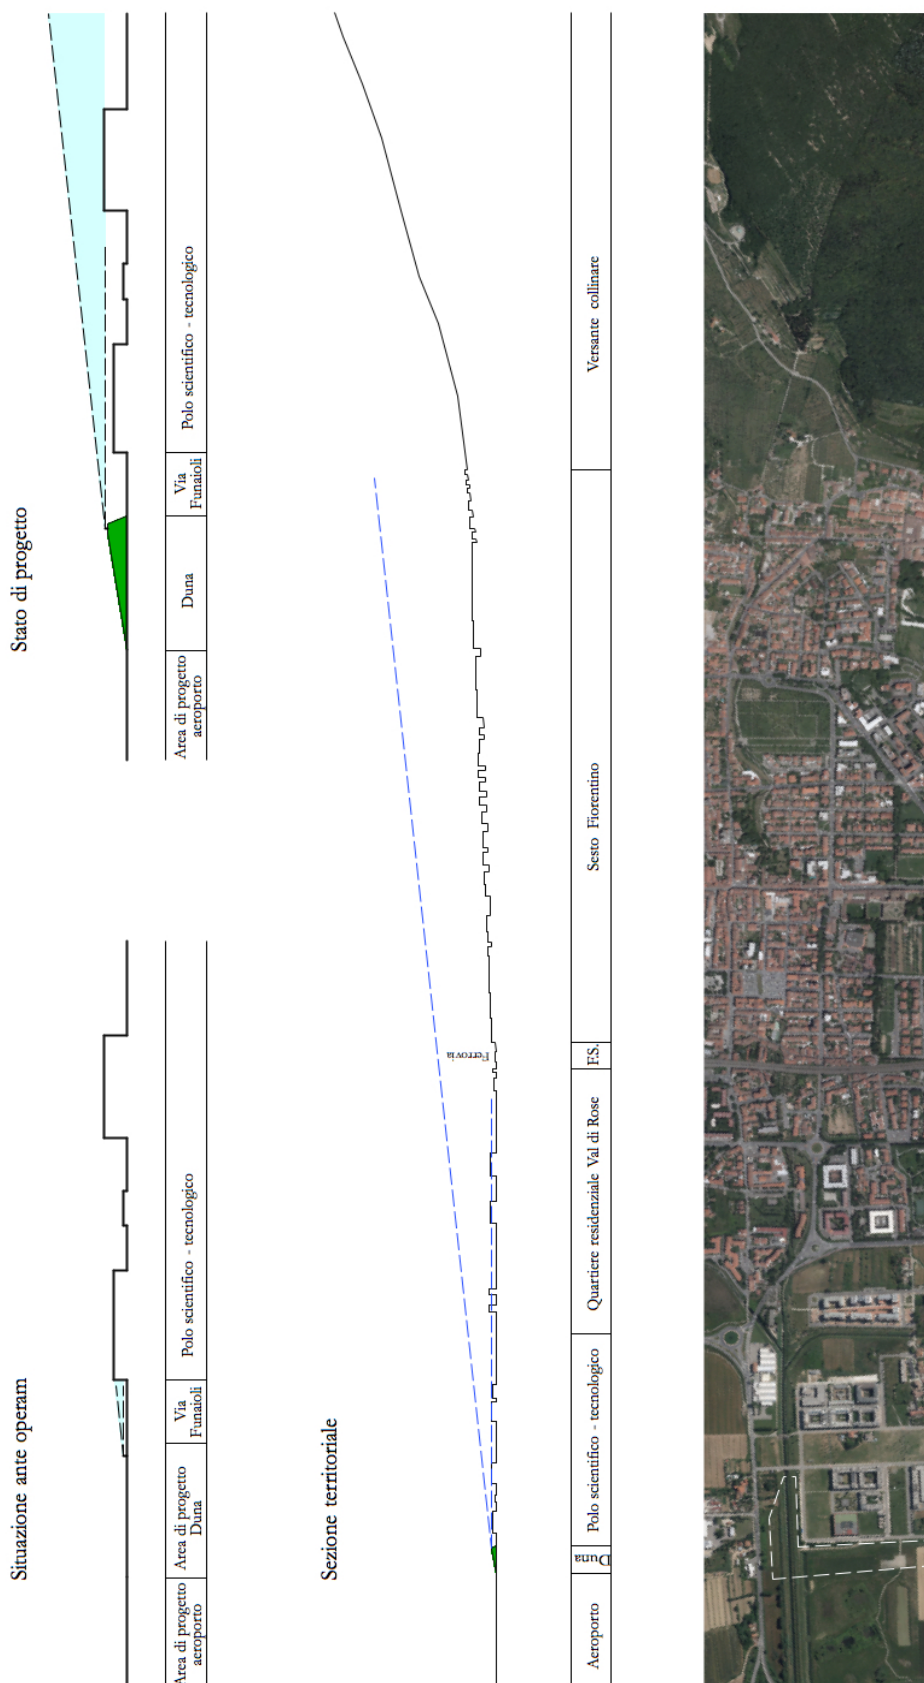 Situazione ante operam
Area di progetto
aeroporto
Area di progetto
Duna
Via
Funaioli
Polo scientifico - tecnologico
Stato di progetto
Area di progetto
aeroporto
Duna
Via
Funaioli
Polo scientifico - tecnologico
Sezione territoriale
Ferrovia
Aeroporto
Duna
Polo scientifico - tecnologico
Quartiere residenziale Val di Rose
F.S.
Sesto Fiorentino
Versante collinare